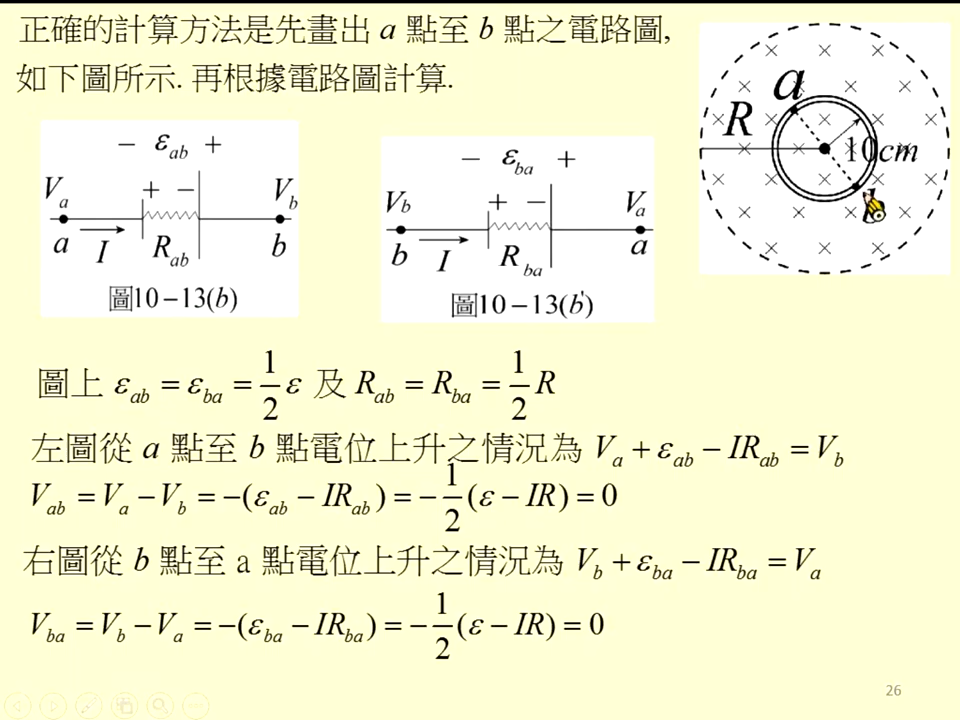 正確的計算方法是先畫出 a 點至 b 點之電路圖,
如下圖所示. 再根據電路圖計算.
a
R
10cm
b
− ε_ab +
V_a + − V_b
a I R_ab b
圖10−13(b)
− ε_ba +
V_b + − V_a
b I R_ba a
圖10−13(b')
圖上 ε_ab = ε_ba = 1/2 ε 及 R_ab = R_ba = 1/2 R
左圖從 a 點至 b 點電位上升之情況為 V_a + ε_ab − IR_ab = V_b
V_ab = V_a − V_b = −(ε_ab − IR_ab) = −1/2 (ε − IR) = 0
右圖從 b 點至 a 點電位上升之情況為 V_b + ε_ba − IR_ba = V_a
V_ba = V_b − V_a = −(ε_ba − IR_ba) = −1/2 (ε − IR) = 0
26